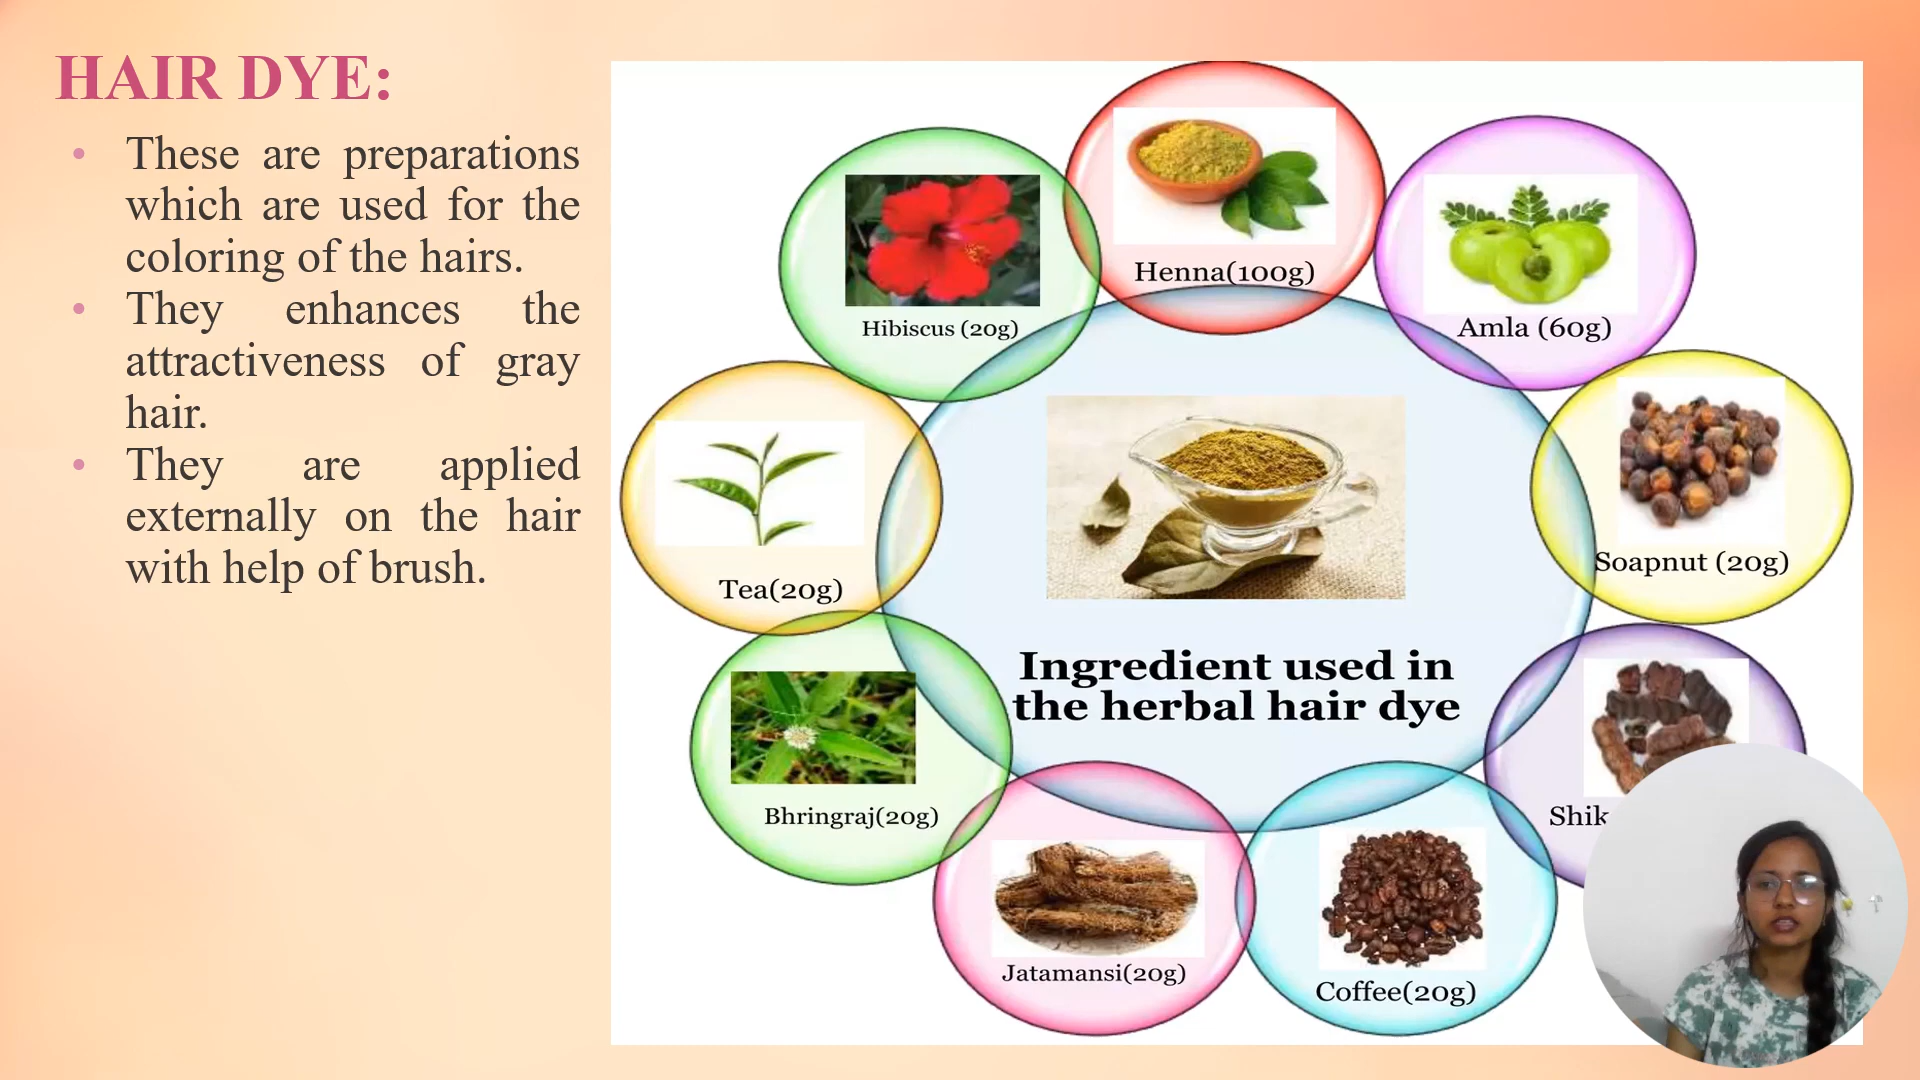 HAIR DYE:
• These are preparations
which are used for the
coloring of the hairs.
• They enhances the
attractiveness of gray
hair.
• They are applied
externally on the hair
with help of brush.
Henna(100g)
Hibiscus (20g)
Amla (60g)
Tea(20g)
Soapnut (20g)
Ingredient used in
the herbal hair dye
Bhringraj(20g)
Shik
Jatamansi(20g)
Coffee(20g)